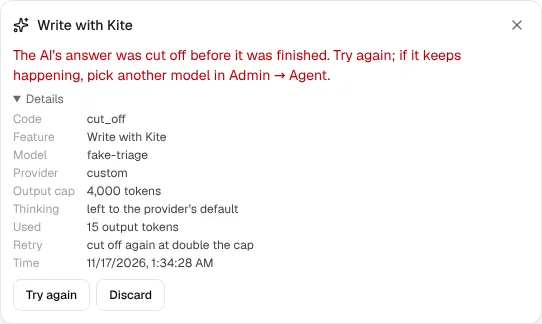 Write with Kite
The AI's answer was cut off before it was finished. Try again; if it keeps
happening, pick another model in Admin → Agent.
▼ Details
Code cut_off
Feature Write with Kite
Model fake-triage
Provider custom
Output cap 4,000 tokens
Thinking left to the provider's default
Used 15 output tokens
Retry cut off again at double the cap
Time 11/17/2026, 1:34:28 AM
Try again Discard